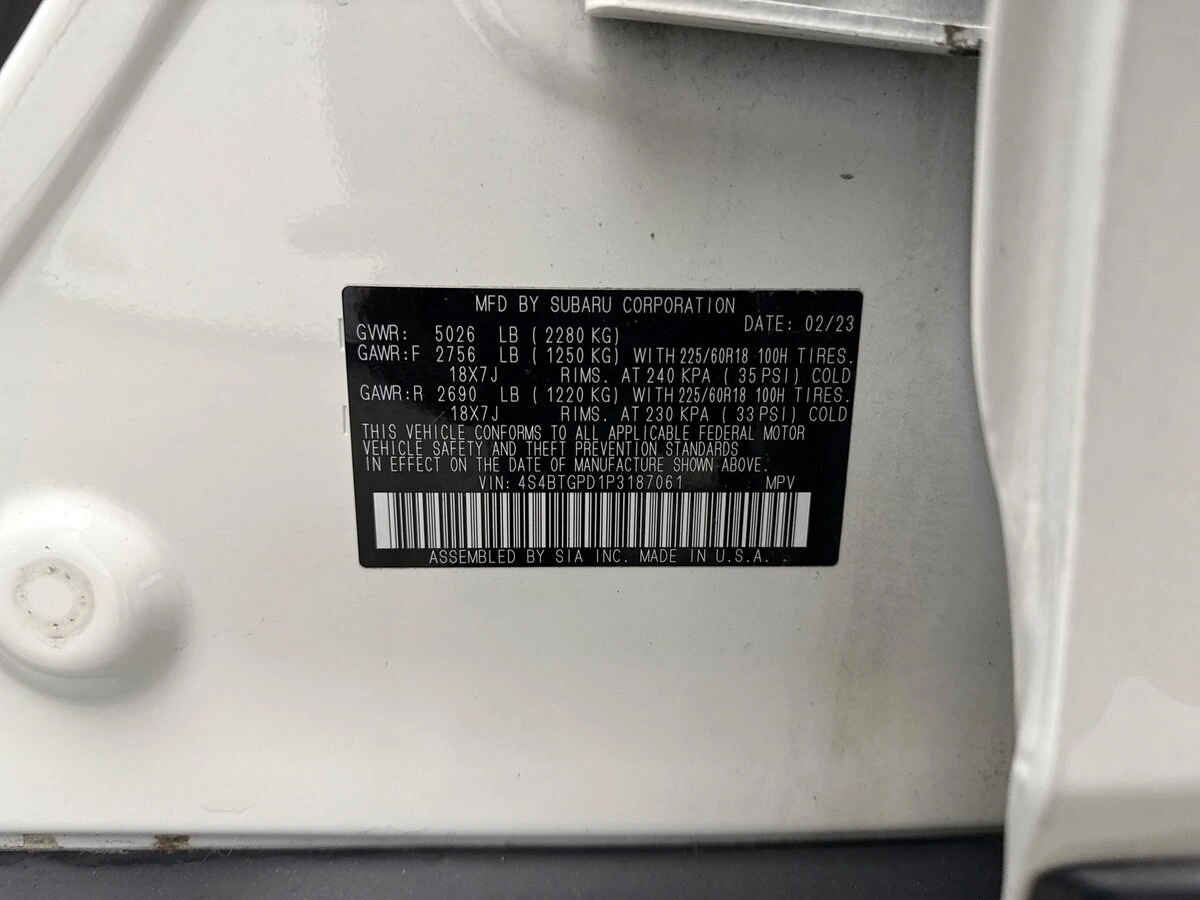 MFD BY SUBARU CORPORATION
DATE: 02/23
GVWR: 5026 LB ( 2280 KG)
GAWR:F 2756 LB ( 1250 KG) WITH 225/60R18 100H TIRES.
18X7J RIMS. AT 240 KPA ( 35 PSI) COLD
GAWR:R 2690 LB ( 1220 KG) WITH 225/60R18 100H TIRES.
18X7J RIMS. AT 230 KPA ( 33 PSI) COLD
THIS VEHICLE CONFORMS TO ALL APPLICABLE FEDERAL MOTOR
VEHICLE SAFETY AND THEFT PREVENTION STANDARDS
IN EFFECT ON THE DATE OF MANUFACTURE SHOWN ABOVE.
VIN: 4S4BTGPD1P3187061 MPV
ASSEMBLED BY SIA INC. MADE IN U.S.A.